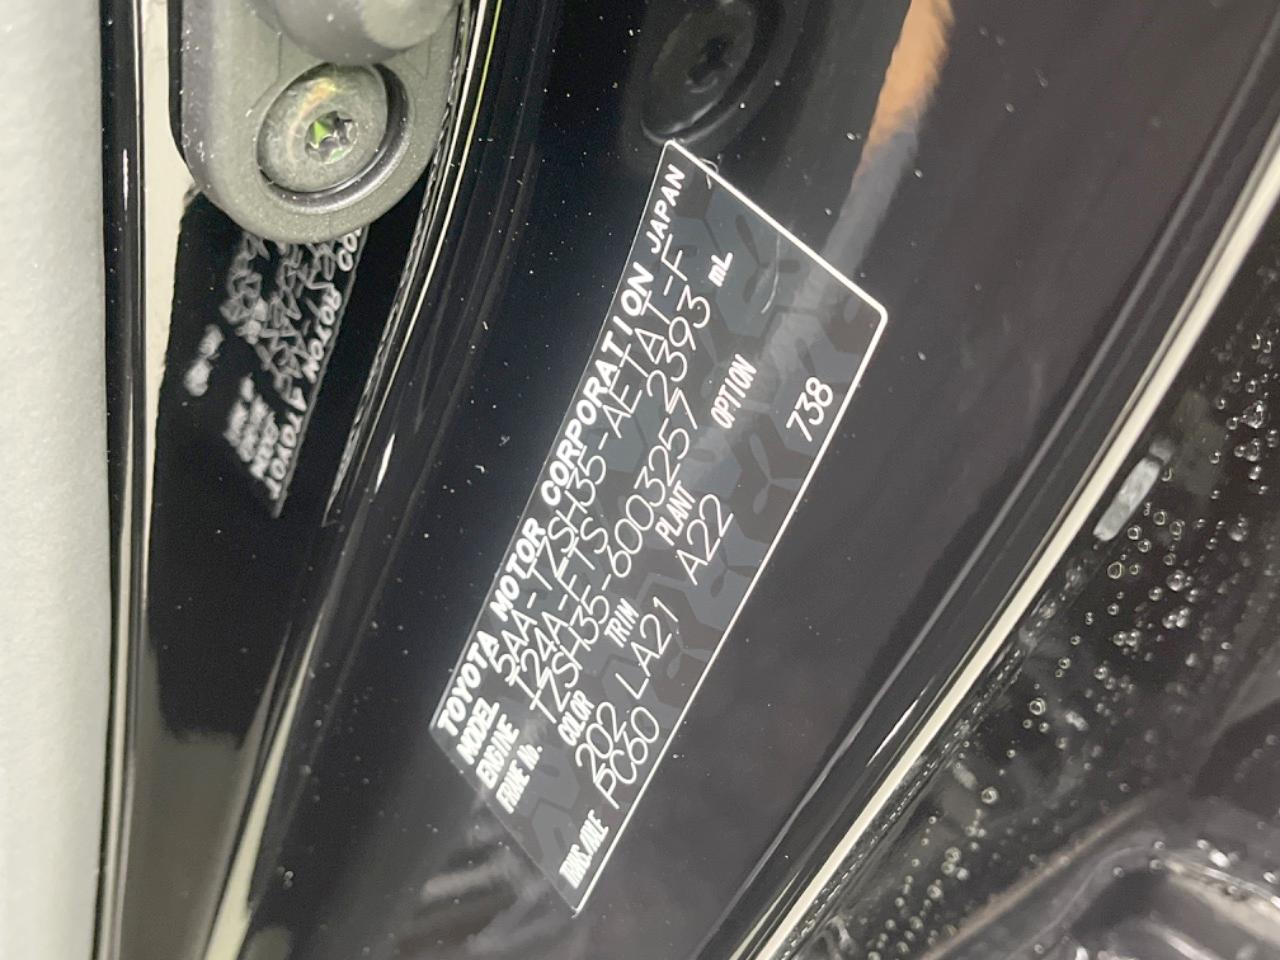 TOYOTA MOTOR CORPORATION JAPAN
MODEL 5AA-TZSH35-AETAT-F
ENGINE T24A-FTS 2393 mL
FRAME No. TZSH35-6003257
COLOR TRIM PLANT OPTION
202 LA21 A22 738
TRANS/AXLE PC60